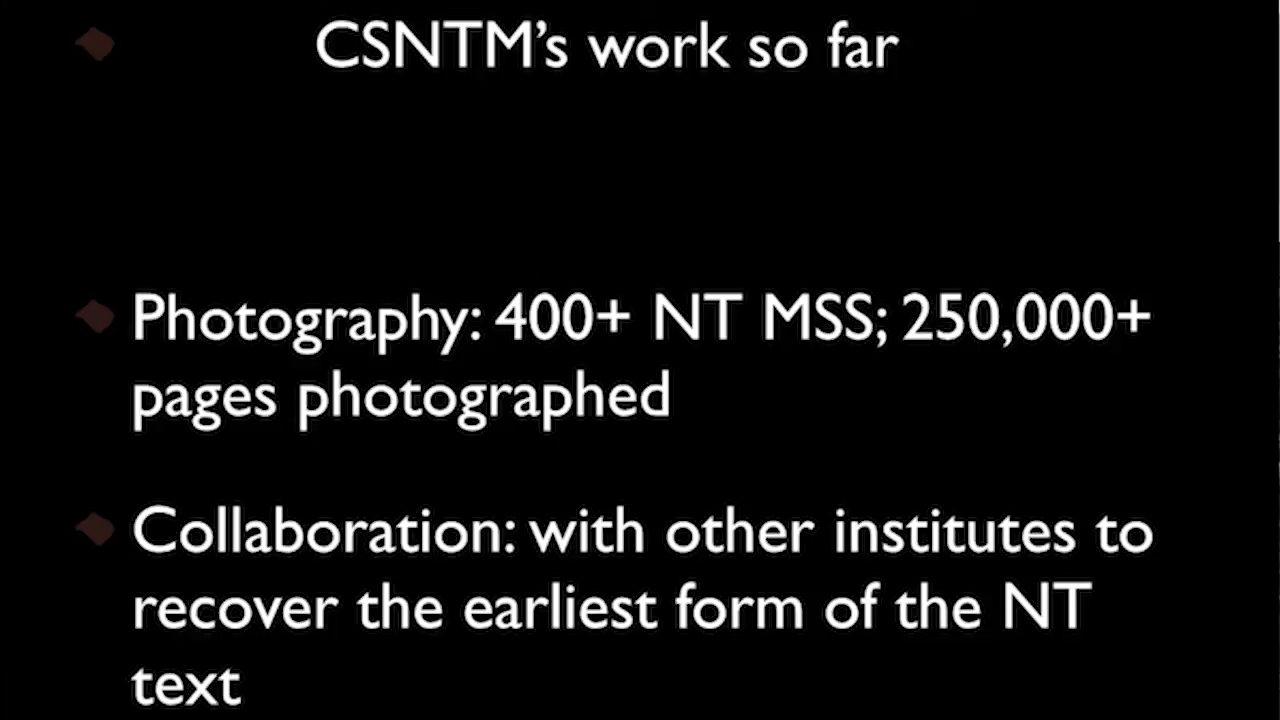 CSNTM’s work so far
Photography: 400+ NT MSS; 250,000+
pages photographed
Collaboration: with other institutes to
recover the earliest form of the NT
text